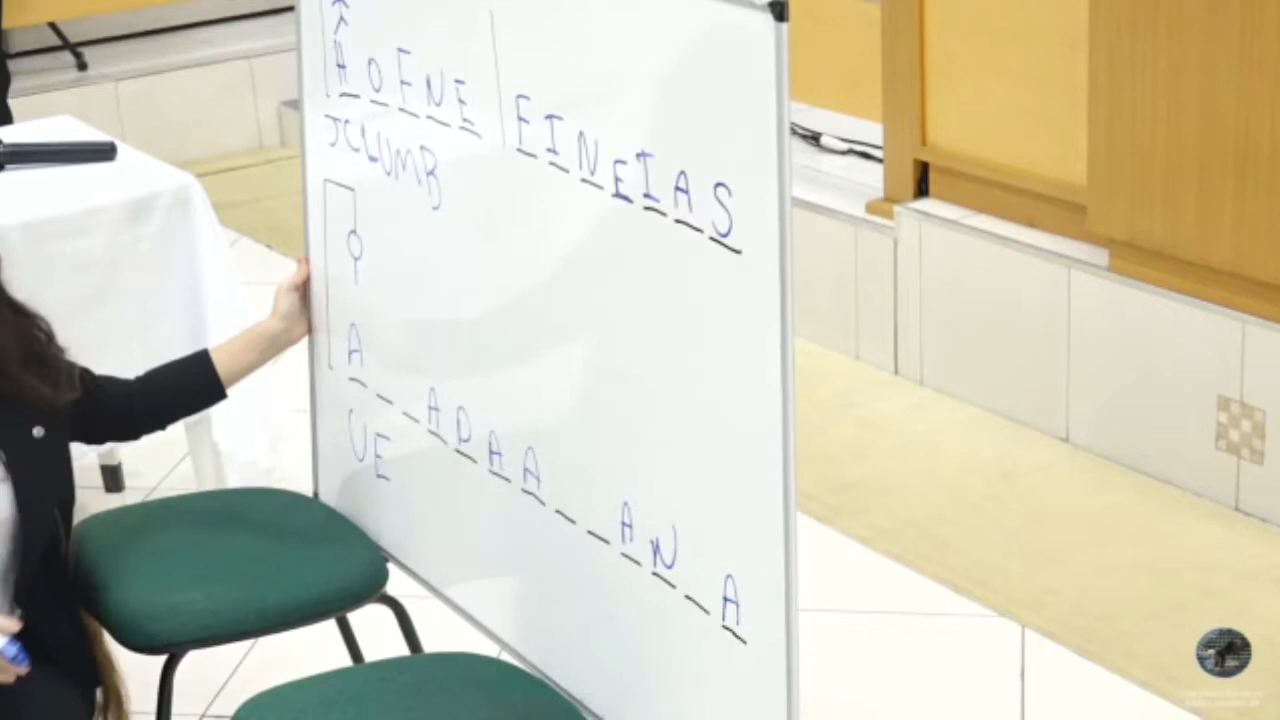 HOFNE | FINEIAS
JCLUMB
A _ _ A D A A _ _ A N _ A
UE